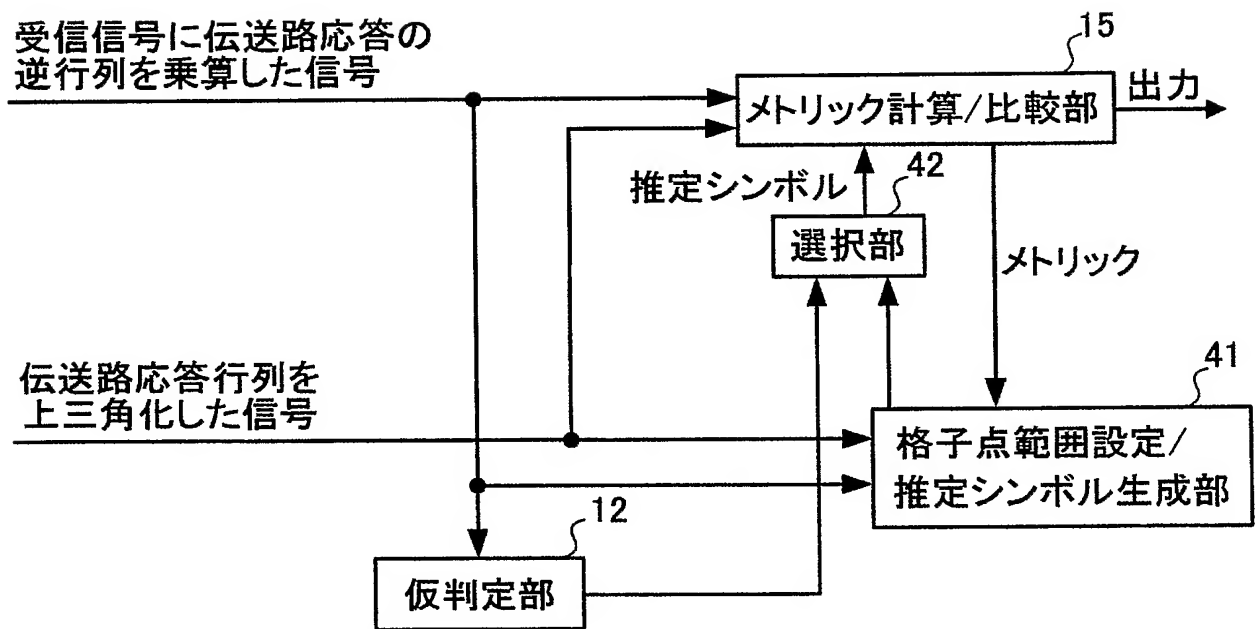 受信信号に伝送路応答の
逆行列を乗算した信号
15
メトリック計算/比較部
出力
推定シンボル
42
選択部
メトリック
伝送路応答行列を
上三角化した信号
41
格子点範囲設定/
推定シンボル生成部
12
仮判定部